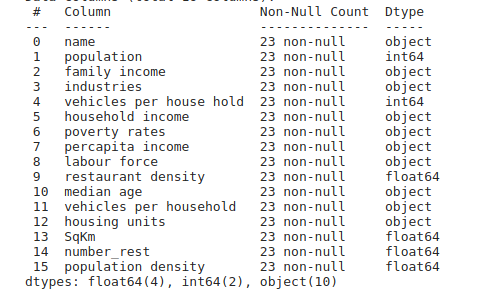 #   Column                   Non-Null Count  Dtype
---  ------                   --------------  -----
 0   name                     23 non-null     object
 1   population               23 non-null     int64
 2   family income            23 non-null     object
 3   industries               23 non-null     object
 4   vehicles per house hold  23 non-null     int64
 5   household income         23 non-null     object
 6   poverty rates            23 non-null     object
 7   percapita income         23 non-null     object
 8   labour force             23 non-null     object
 9   restaurant density       23 non-null     float64
 10  median age               23 non-null     object
 11  vehicles per household   23 non-null     object
 12  housing units            23 non-null     object
 13  SqKm                     23 non-null     float64
 14  number_rest              23 non-null     float64
 15  population density       23 non-null     float64
dtypes: float64(4), int64(2), object(10)